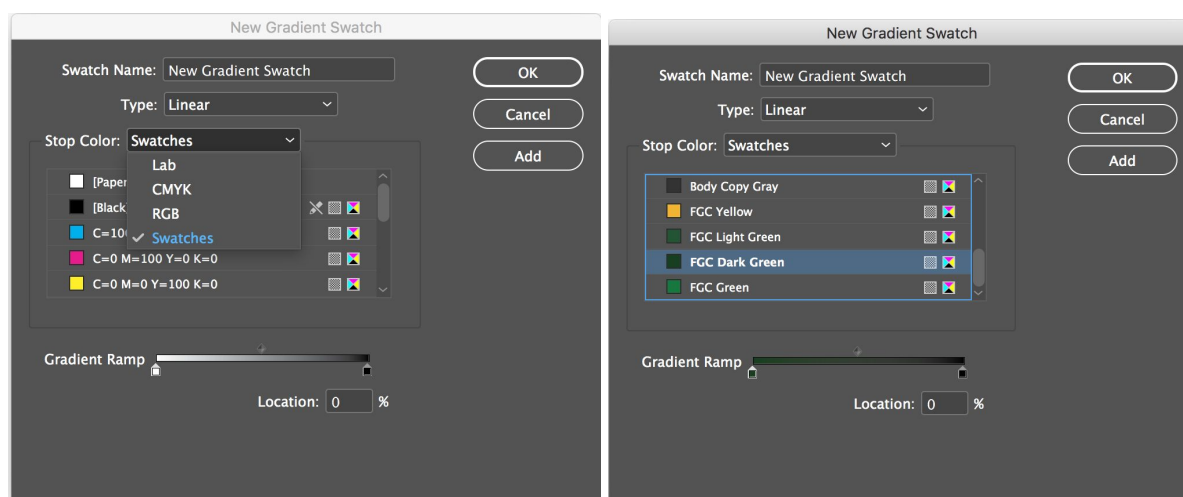 New Gradient Swatch
Swatch Name: New Gradient Swatch
OK
Type: Linear
Cancel
Stop Color: Swatches
Add
Lab
[Paper
CMYK
[Black
RGB
C=10
Swatches
C=0 M=100 Y=0 K=0
C=0 M=0 Y=100 K=0
Gradient Ramp
Location: 0 %
New Gradient Swatch
Swatch Name: New Gradient Swatch
OK
Type: Linear
Cancel
Stop Color: Swatches
Add
Body Copy Gray
FGC Yellow
FGC Light Green
FGC Dark Green
FGC Green
Gradient Ramp
Location: 0 %